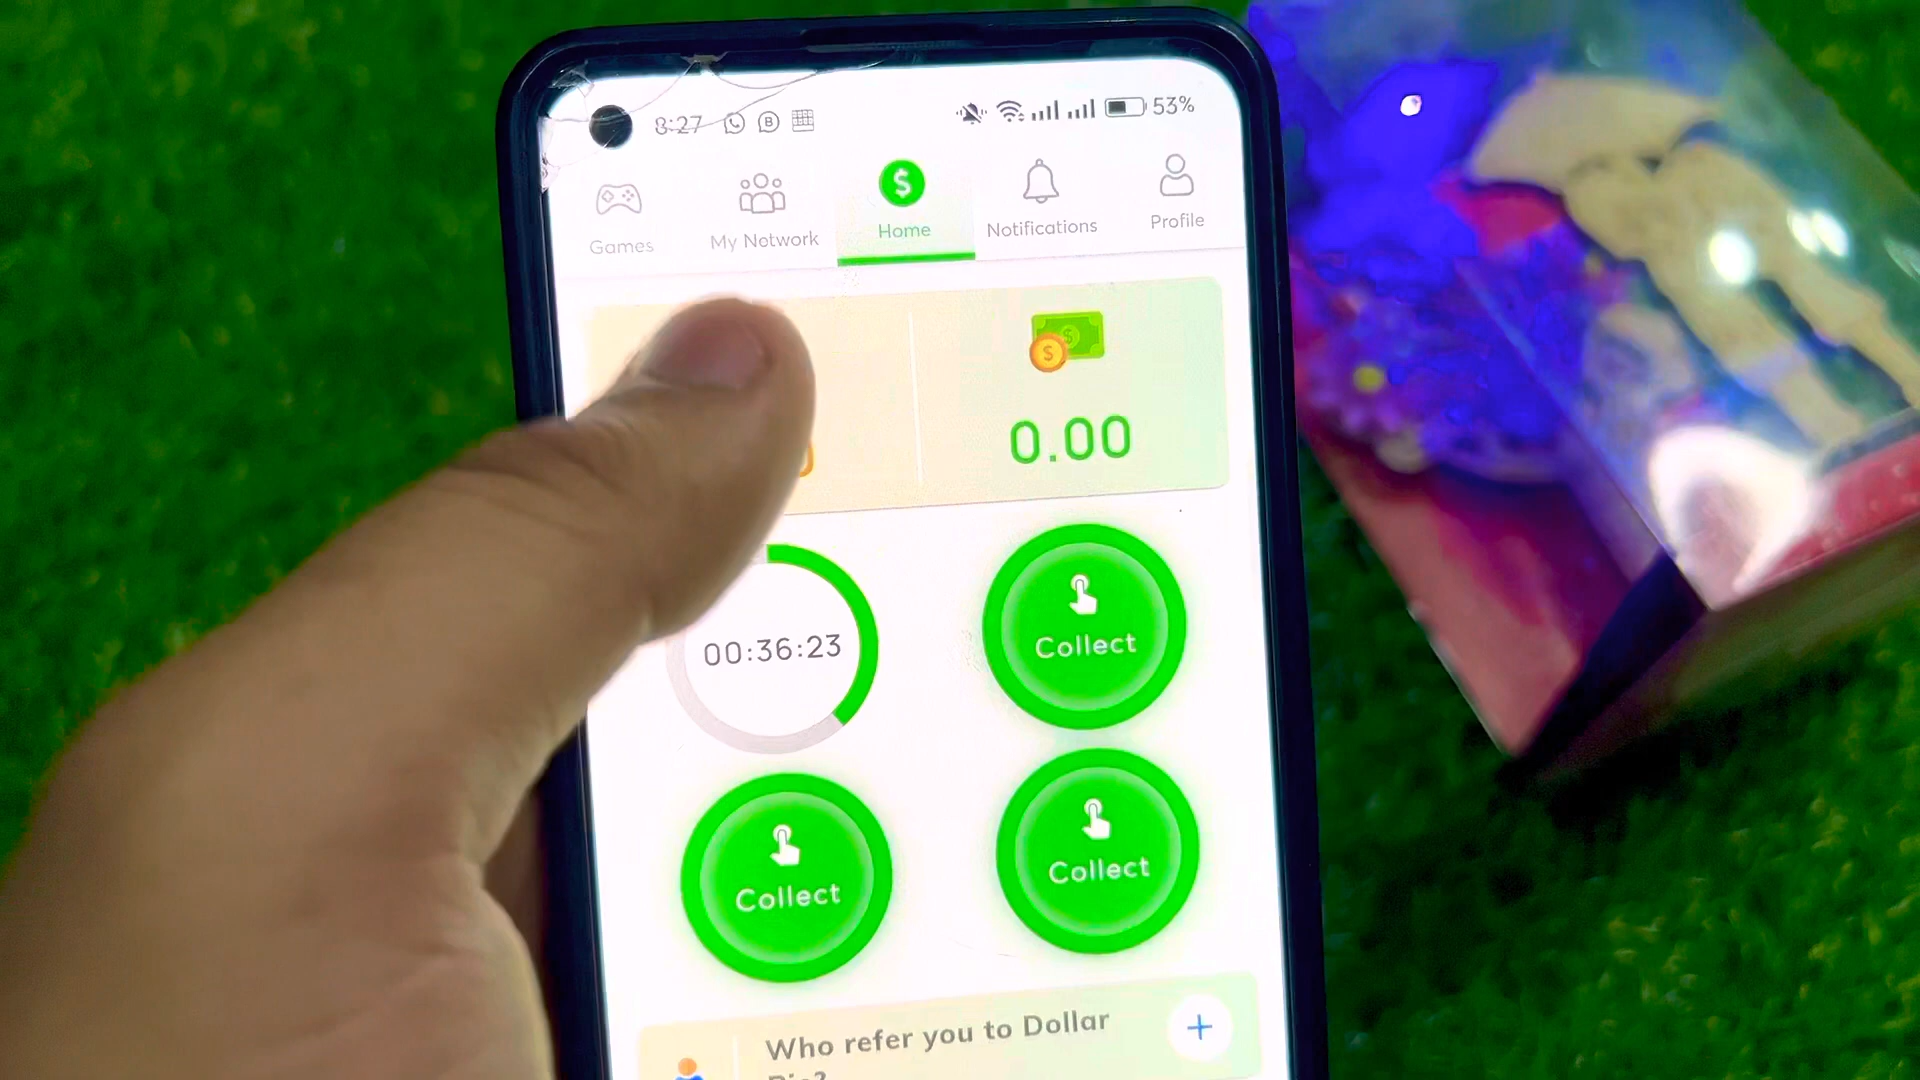 8:27
53%
Games
My Network
Home
Notifications
Profile
0.00
00:36:23
Collect
Collect
Collect
Who refer you to Dollar